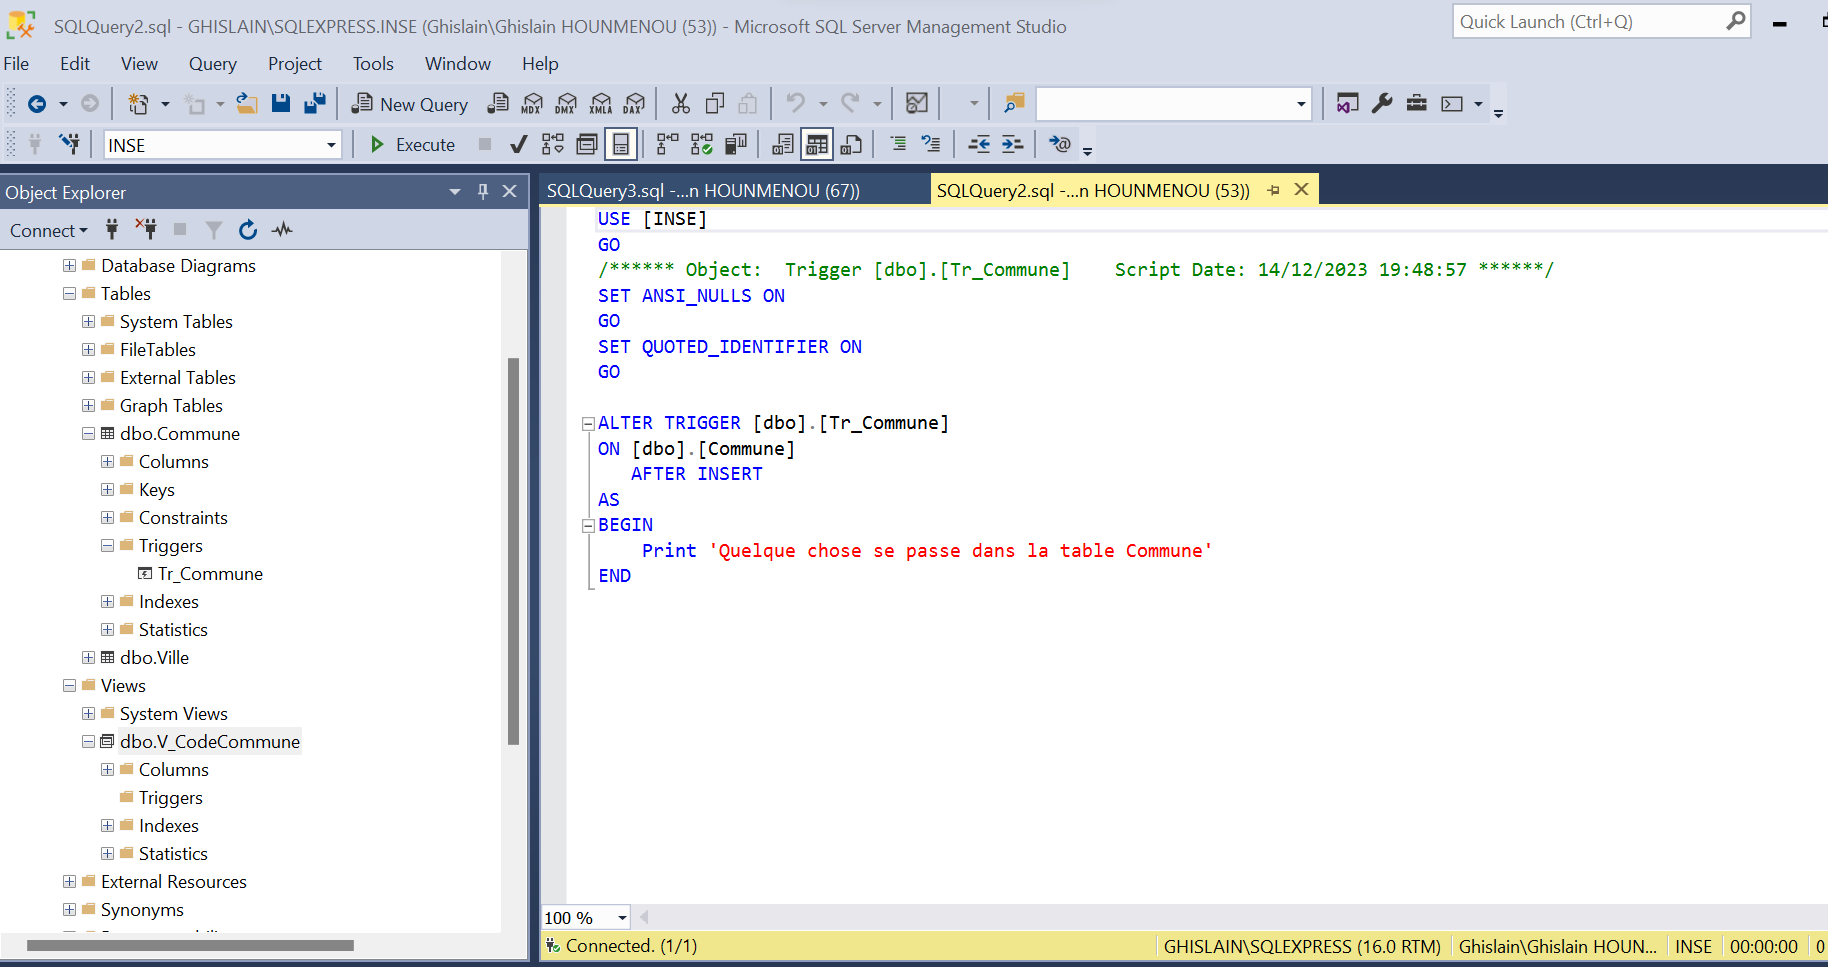 SQLQuery2.sql - GHISLAIN\SQLEXPRESS.INSE (Ghislain\Ghislain HOUNMENOU (53)) - Microsoft SQL Server Management Studio
Quick Launch (Ctrl+Q)
File Edit View Query Project Tools Window Help
New Query MDX DMX XMLA DAX
INSE Execute
Object Explorer
Connect
Database Diagrams
Tables
System Tables
FileTables
External Tables
Graph Tables
dbo.Commune
Columns
Keys
Constraints
Triggers
Tr_Commune
Indexes
Statistics
dbo.Ville
Views
System Views
dbo.V_CodeCommune
Columns
Triggers
Indexes
Statistics
External Resources
Synonyms
SQLQuery3.sql -...n HOUNMENOU (67))
SQLQuery2.sql -...n HOUNMENOU (53))
USE [INSE]
GO
/****** Object:  Trigger [dbo].[Tr_Commune]    Script Date: 14/12/2023 19:48:57 ******/
SET ANSI_NULLS ON
GO
SET QUOTED_IDENTIFIER ON
GO
ALTER TRIGGER [dbo].[Tr_Commune]
ON [dbo].[Commune]
AFTER INSERT
AS
BEGIN
Print 'Quelque chose se passe dans la table Commune'
END
100 %
Connected. (1/1)
GHISLAIN\SQLEXPRESS (16.0 RTM) Ghislain\Ghislain HOUN... INSE 00:00:00 0